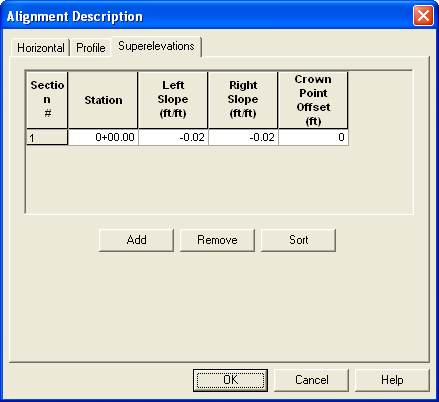 Alignment Description
Horizontal Profile Superelevations
Sectio
n
#
Station
Left
Slope
(ft/ft)
Right
Slope
(ft/ft)
Crown
Point
Offset
(ft)
1 0+00.00 -0.02 -0.02 0
Add Remove Sort
OK Cancel Help